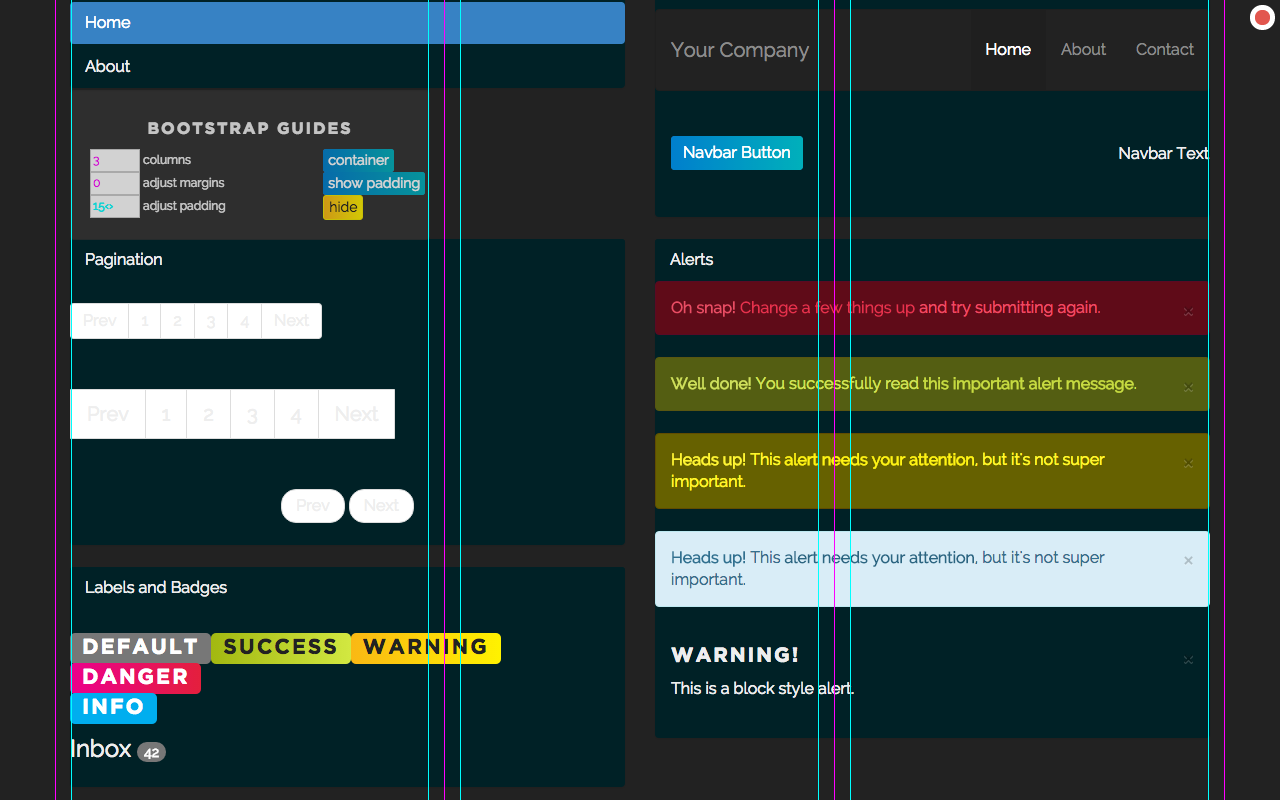 Home
About
BOOTSTRAP GUIDES
3 columns container
0 adjust margins show padding
15<> adjust padding hide
Pagination
Prev 1 2 3 4 Next
Prev 1 2 3 4 Next
Prev Next
Labels and Badges
DEFAULT SUCCESS WARNING
DANGER
INFO
Inbox 42
Your Company Home About Contact
Navbar Button Navbar Text
Alerts
Oh snap! Change a few things up and try submitting again. ×
Well done! You successfully read this important alert message. ×
Heads up! This alert needs your attention, but it's not super ×
important.
Heads up! This alert needs your attention, but it's not super ×
important.
WARNING! ×
This is a block style alert.